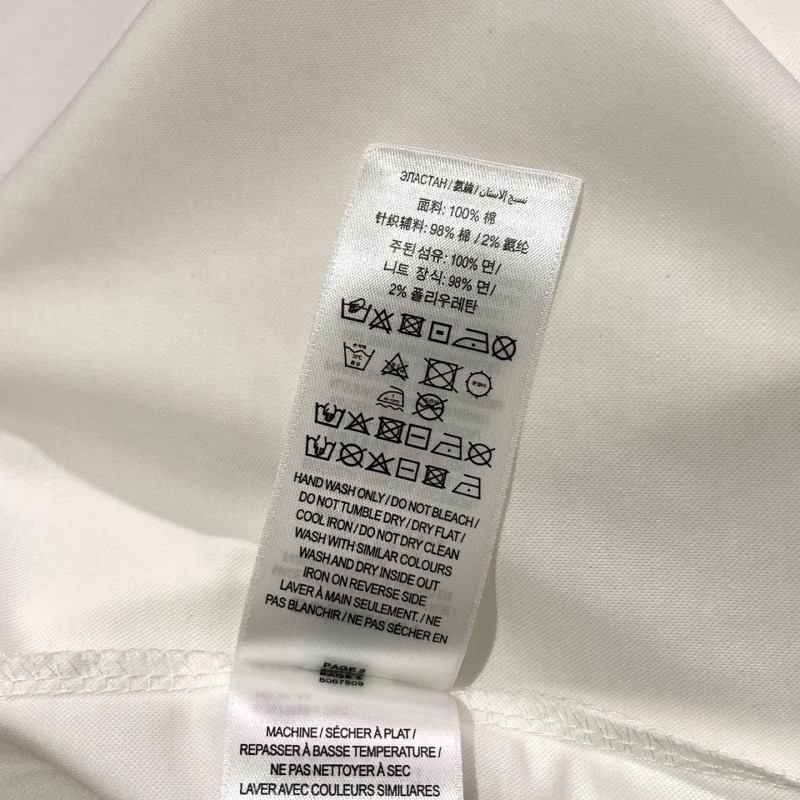 ЭЛАСТАН / 氨綸 / نسيج الاستان
面料: 100% 棉
针织辅料: 98% 棉 / 2% 氨纶
주된 섬유: 100% 면 /
니트 장식: 98% 면 /
2% 폴리우레탄
HAND WASH ONLY / DO NOT BLEACH /
DO NOT TUMBLE DRY / DRY FLAT /
COOL IRON / DO NOT DRY CLEAN
WASH WITH SIMILAR COLOURS
WASH AND DRY INSIDE OUT
IRON ON REVERSE SIDE
LAVER À MAIN SEULEMENT. / NE
PAS BLANCHIR / NE PAS SÉCHER EN
PAGE 2
8067609
MACHINE / SÉCHER À PLAT /
REPASSER À BASSE TEMPERATURE /
NE PAS NETTOYER À SEC
LAVER AVEC COULEURS SIMILAIRES